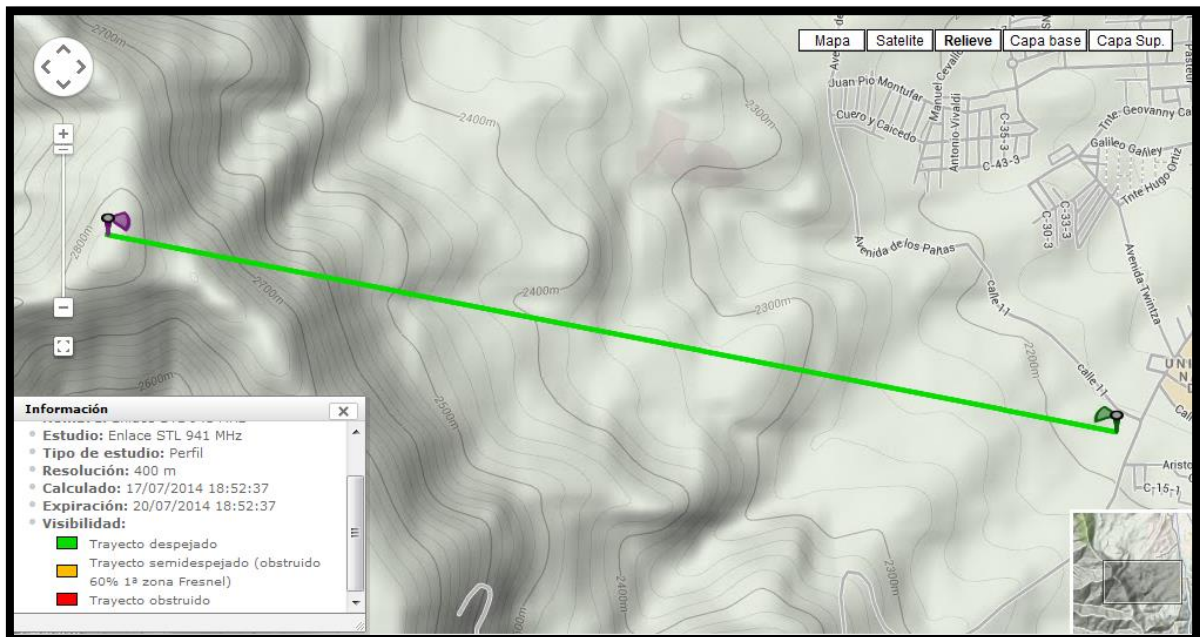 2700m
Mapa
Satelite
Relieve
Capa base
Capa Sup.
Juan Pio Montufar
Cuero y Caicedo
Antonio Vivaldi
Manuel Cevallo
C-35-3
C-43-3
Pasteur
Tnte Geovanny Ca
Galileo Galiley
Tnte Hugo Ortiz
C-30-3
C-33-3
2400m
2300m
2800m
2700m
2400m
2300m
2200m
Avenida de los Paltas
calle 11
Avenida Twintza
UNI
N
calle 11
2600m
2500m
2400m
2300m
Aristo
C-15-1
Información
Estudio: Enlace STL 941 MHz
Tipo de estudio: Perfil
Resolución: 400 m
Calculado: 17/07/2014 18:52:37
Expiración: 20/07/2014 18:52:37
Visibilidad:
Trayecto despejado
Trayecto semidespejado (obstruido
60% 1ª zona Fresnel)
Trayecto obstruido